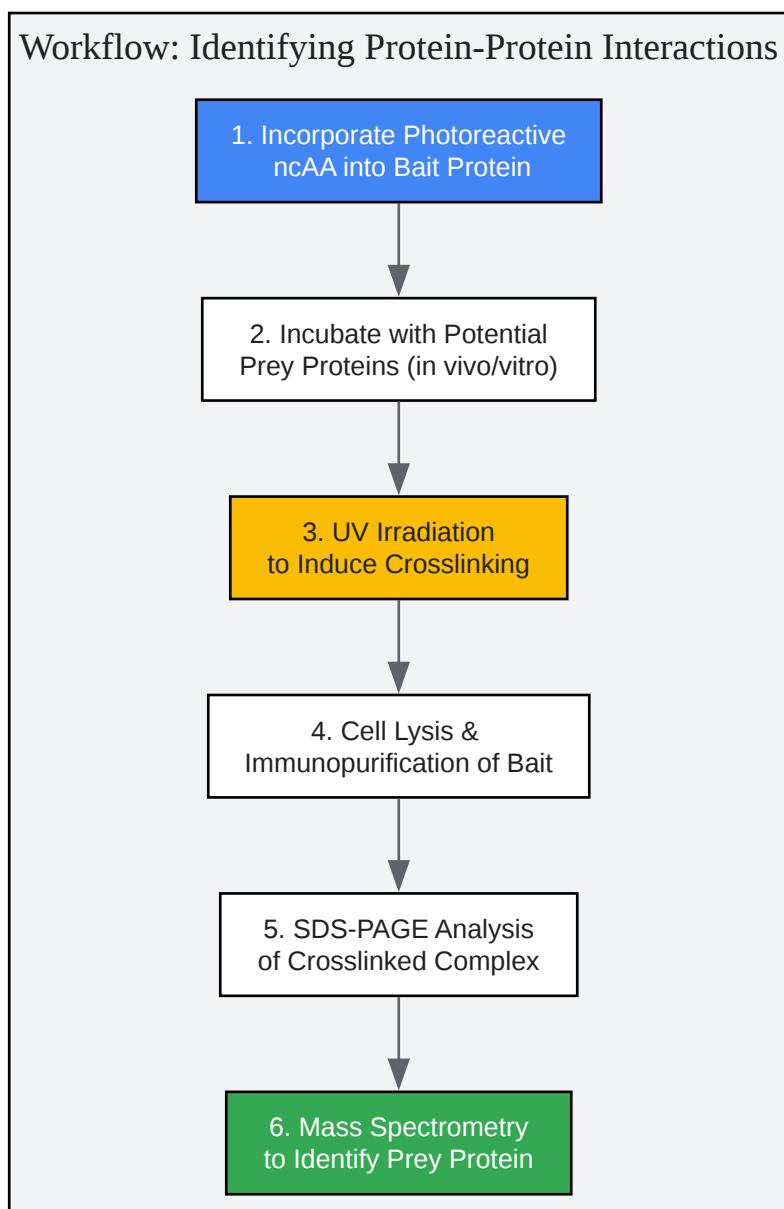 Workflow: Identifying Protein-Protein Interactions
1. Incorporate Photoreactive
ncAA into Bait Protein
2. Incubate with Potential
Prey Proteins (in vivo/vitro)
3. UV Irradiation
to Induce Crosslinking
4. Cell Lysis &
Immunopurification of Bait
5. SDS-PAGE Analysis
of Crosslinked Complex
6. Mass Spectrometry
to Identify Prey Protein